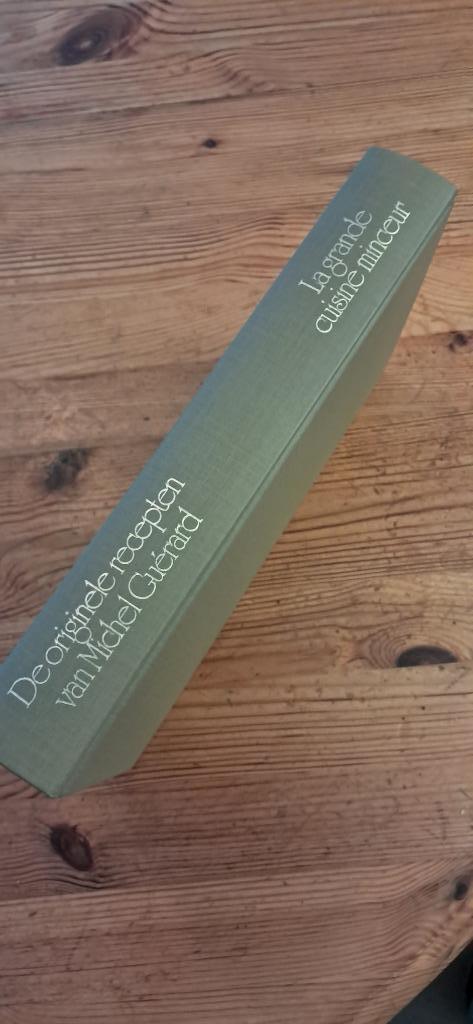 De originele recepten
van Michel Guérard
La grande
cuisine minceur